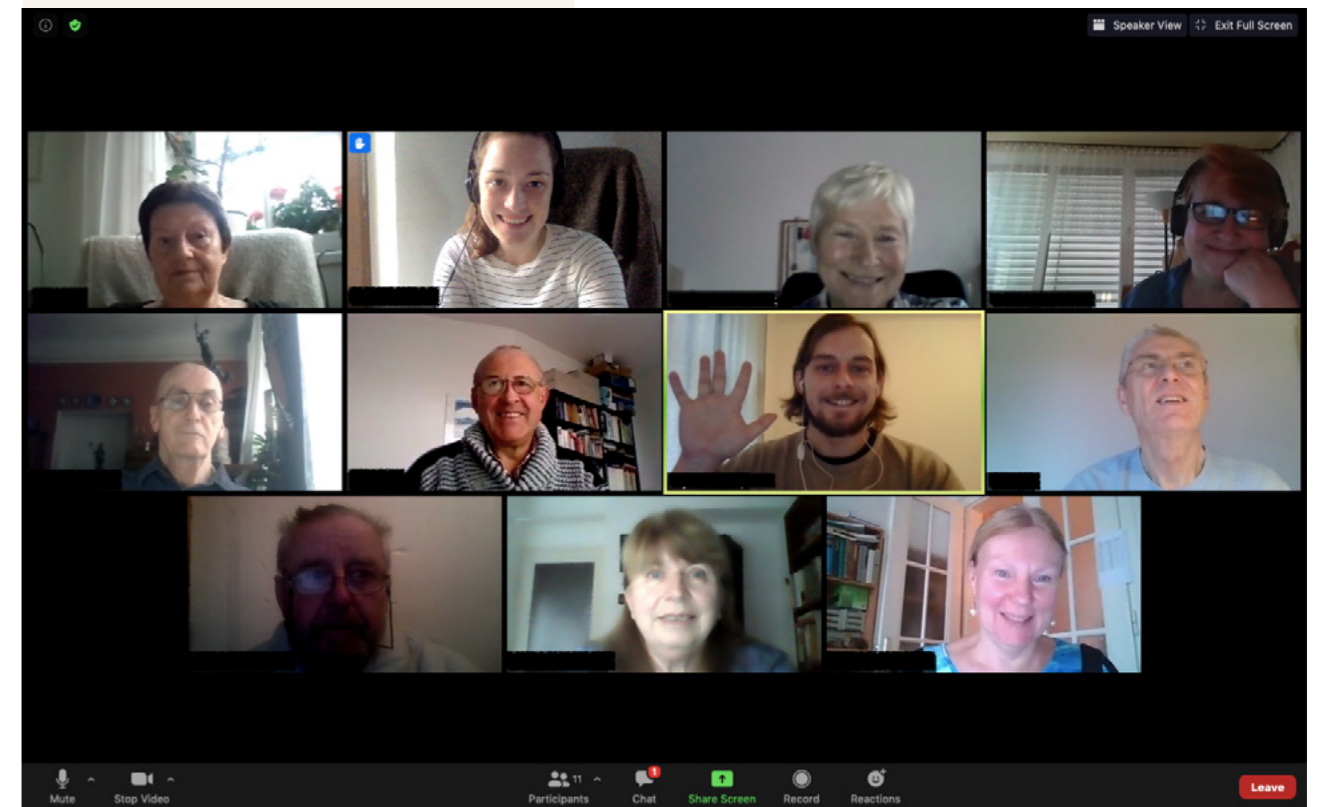 Speaker View Exit Full Screen
11
1
Mute Stop Video Participants Chat Share Screen Record Reactions
Leave